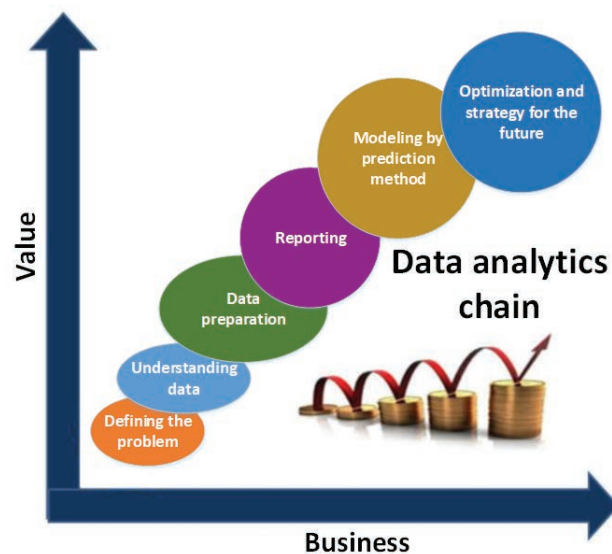 Value
Optimization and
strategy for the
future
Modeling by
prediction
method
Reporting
Data
preparation
Understanding
data
Defining the
problem
Data analytics
chain
Business